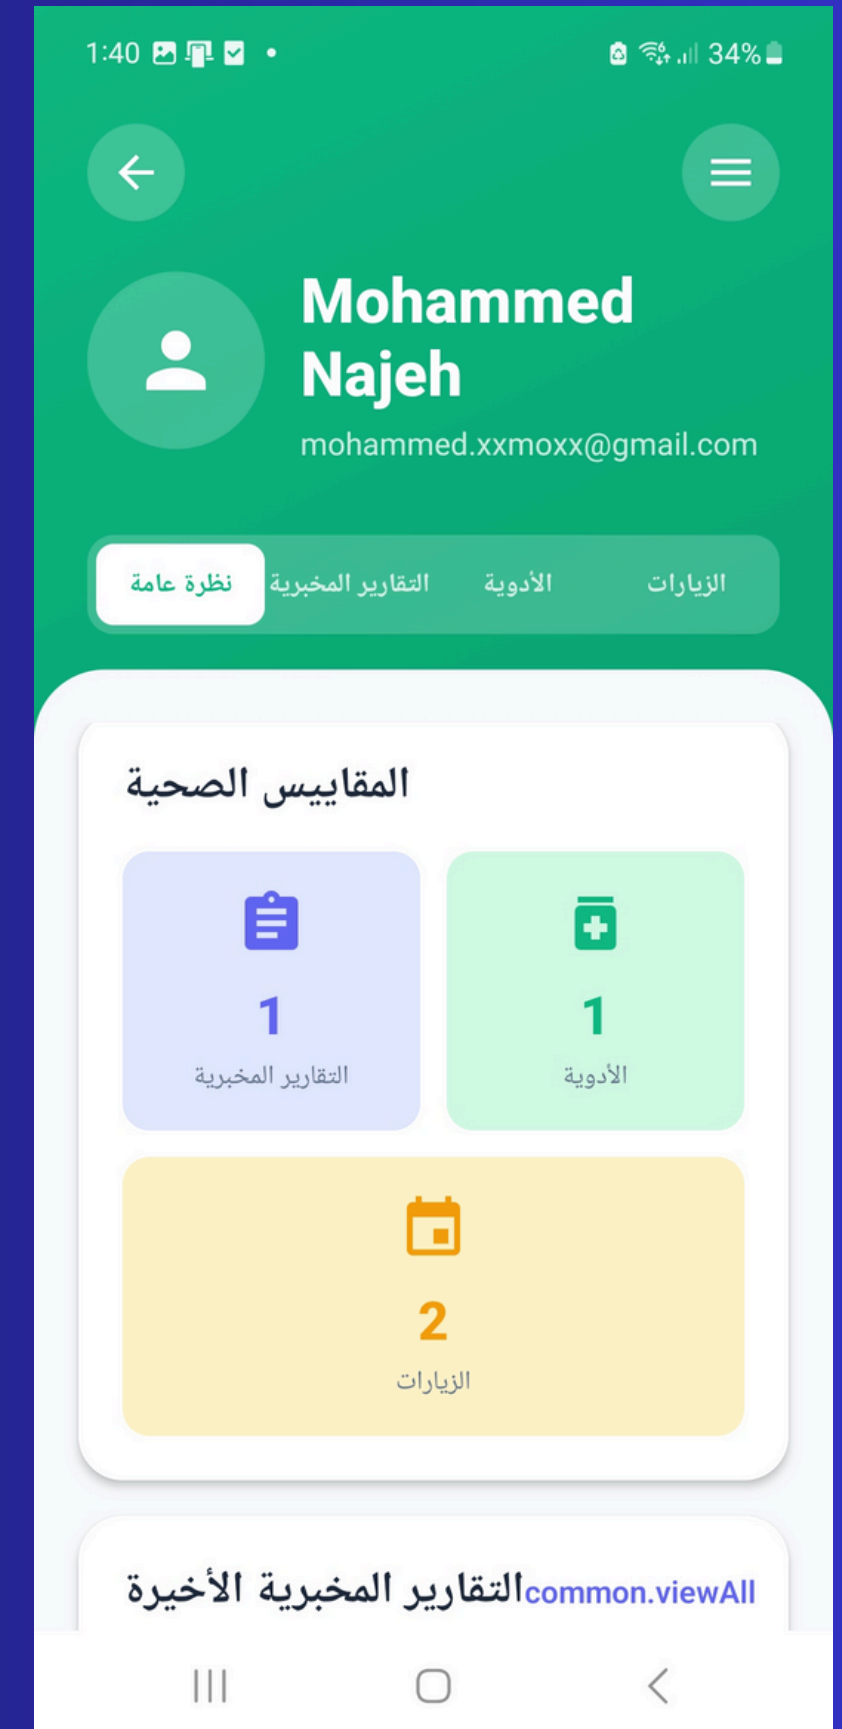 1:40
34%
Mohammed
Najeh
mohammed.xxmoxx@gmail.com
نظرة عامة
التقارير المخبرية
الأدوية
الزيارات
المقاييس الصحية
1
التقارير المخبرية
1
الأدوية
2
الزيارات
التقارير المخبرية الأخيرة
common.viewAll